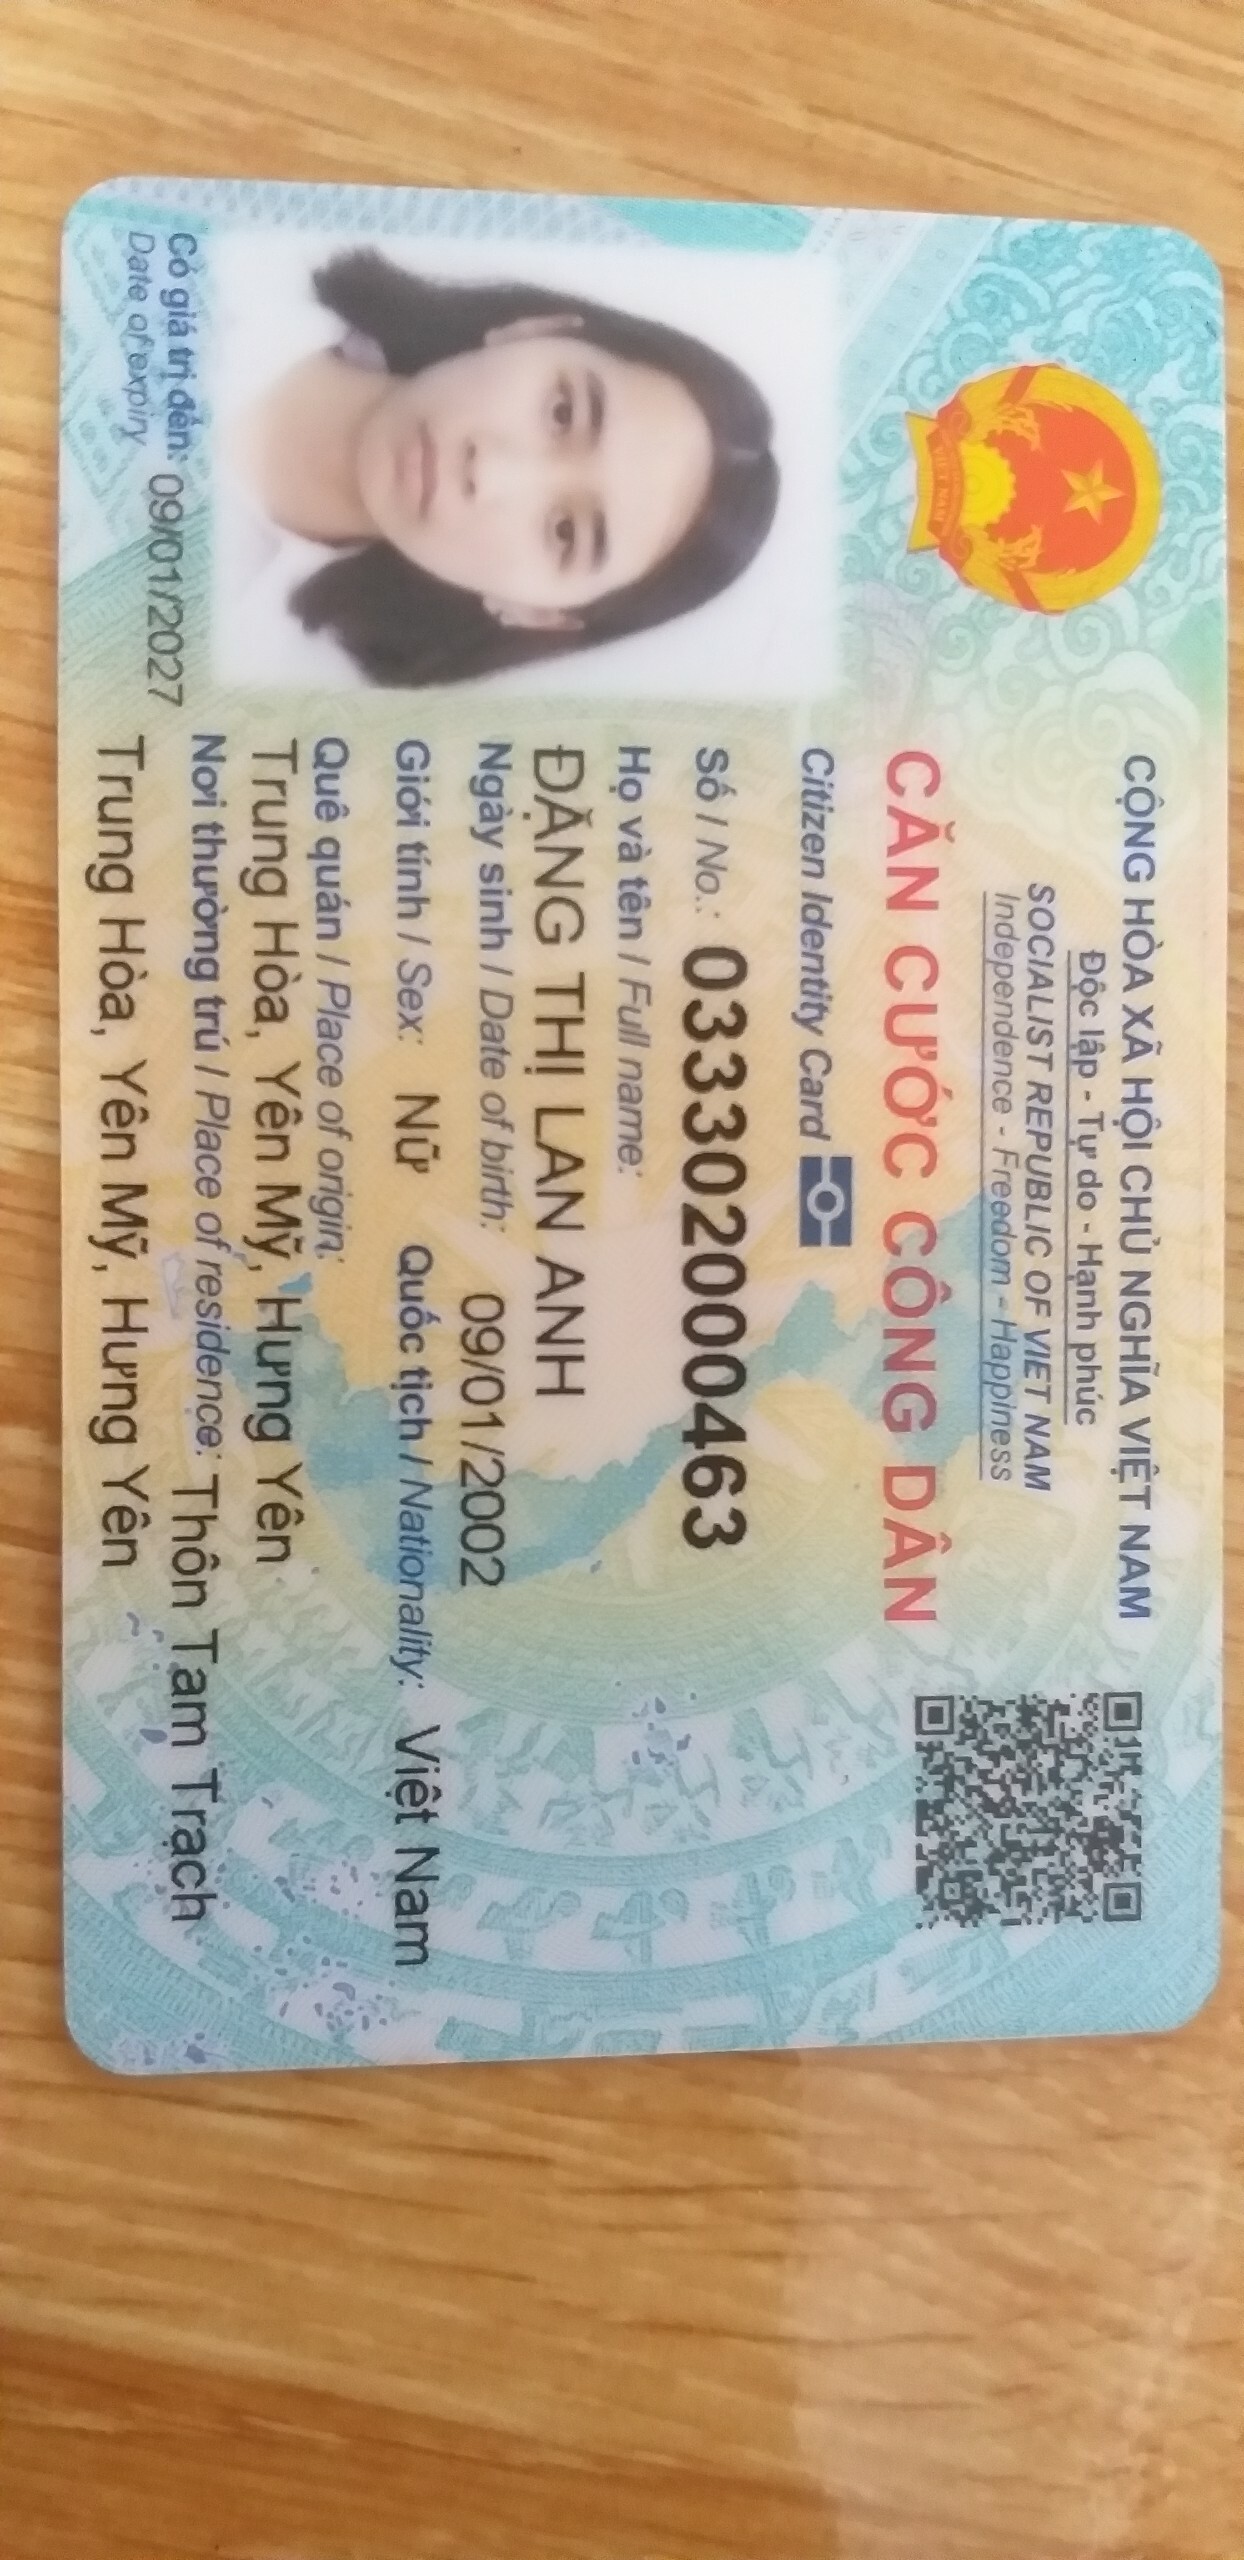 CỘNG HÒA XÃ HỘI CHỦ NGHĨA VIỆT NAM
Độc lập - Tự do - Hạnh phúc
SOCIALIST REPUBLIC OF VIET NAM
Independence - Freedom - Happiness
VIỆT NAM
CĂN CƯỚC CÔNG DÂN
Citizen Identity Card
Số / No.: 033302000463
Họ và tên / Full name:
ĐẶNG THỊ LAN ANH
Ngày sinh / Date of birth: 09/01/2002
Giới tính / Sex: Nữ Quốc tịch / Nationality: Việt Nam
Quê quán / Place of origin:
Trung Hòa, Yên Mỹ, Hưng Yên
Nơi thường trú / Place of residence: Thôn Tam Trạch
Trung Hòa, Yên Mỹ, Hưng Yên
Có giá trị đến: 09/01/2027
Date of expiry